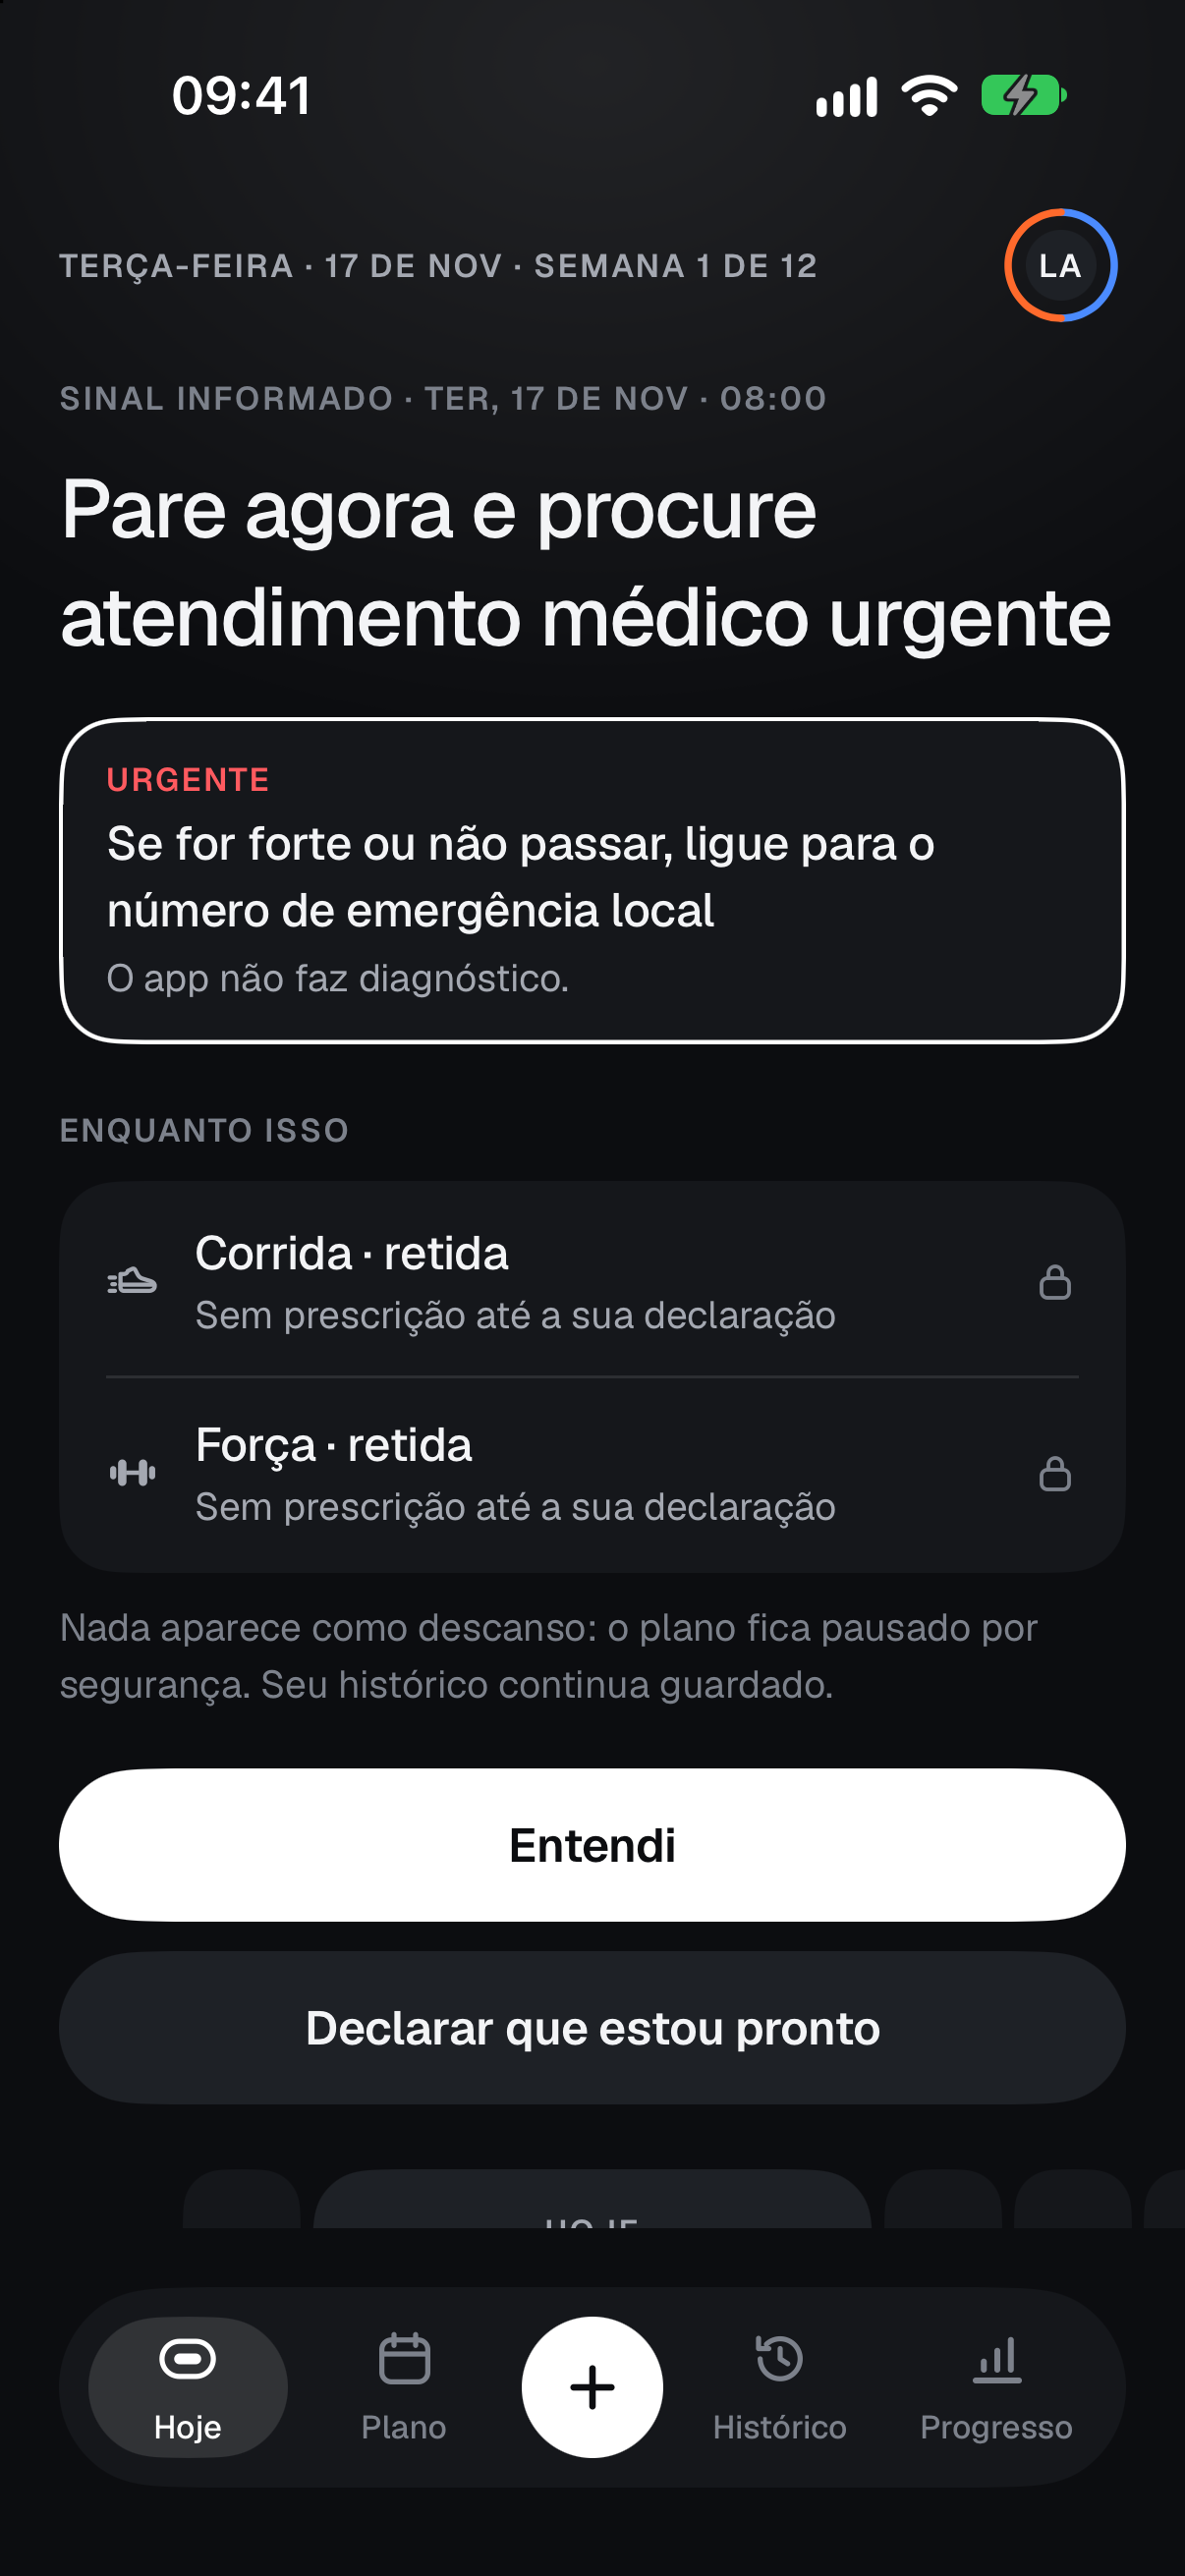 09:41
TERÇA-FEIRA · 17 DE NOV · SEMANA 1 DE 12
LA
SINAL INFORMADO · TER, 17 DE NOV · 08:00
Pare agora e procure
atendimento médico urgente
URGENTE
Se for forte ou não passar, ligue para o
número de emergência local
O app não faz diagnóstico.
ENQUANTO ISSO
Corrida · retida
Sem prescrição até a sua declaração
Força · retida
Sem prescrição até a sua declaração
Nada aparece como descanso: o plano fica pausado por
segurança. Seu histórico continua guardado.
Entendi
Declarar que estou pronto
HOJE
Hoje
Plano
Histórico
Progresso